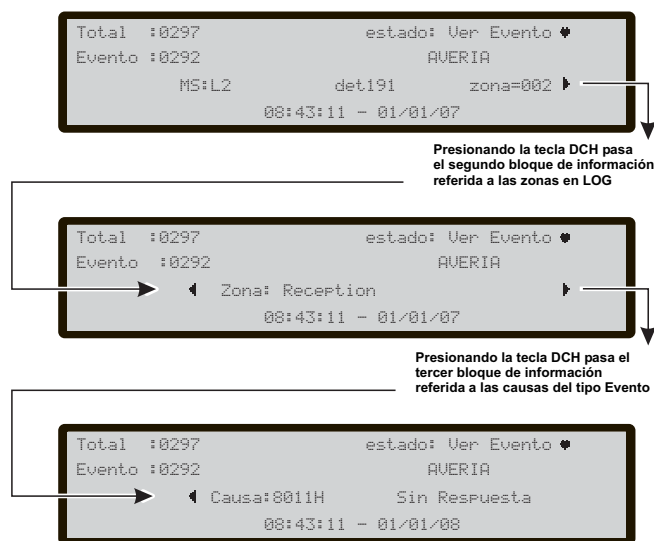 Total :0297 estado: Ver Evento
Evento :0292 AVERIA
MS:L2 det191 zona=002
08:43:11 - 01/01/07
Presionando la tecla DCH pasa
el segundo bloque de información
referida a las zonas en LOG
Total :0297 estado: Ver Evento
Evento :0292 AVERIA
Zona: Reception
08:43:11 - 01/01/07
Presionando la tecla DCH pasa el
tercer bloque de información
referida a las causas del tipo Evento
Total :0297 estado: Ver Evento
Evento :0292 AVERIA
Causa:8011H Sin Respuesta
08:43:11 - 01/01/08